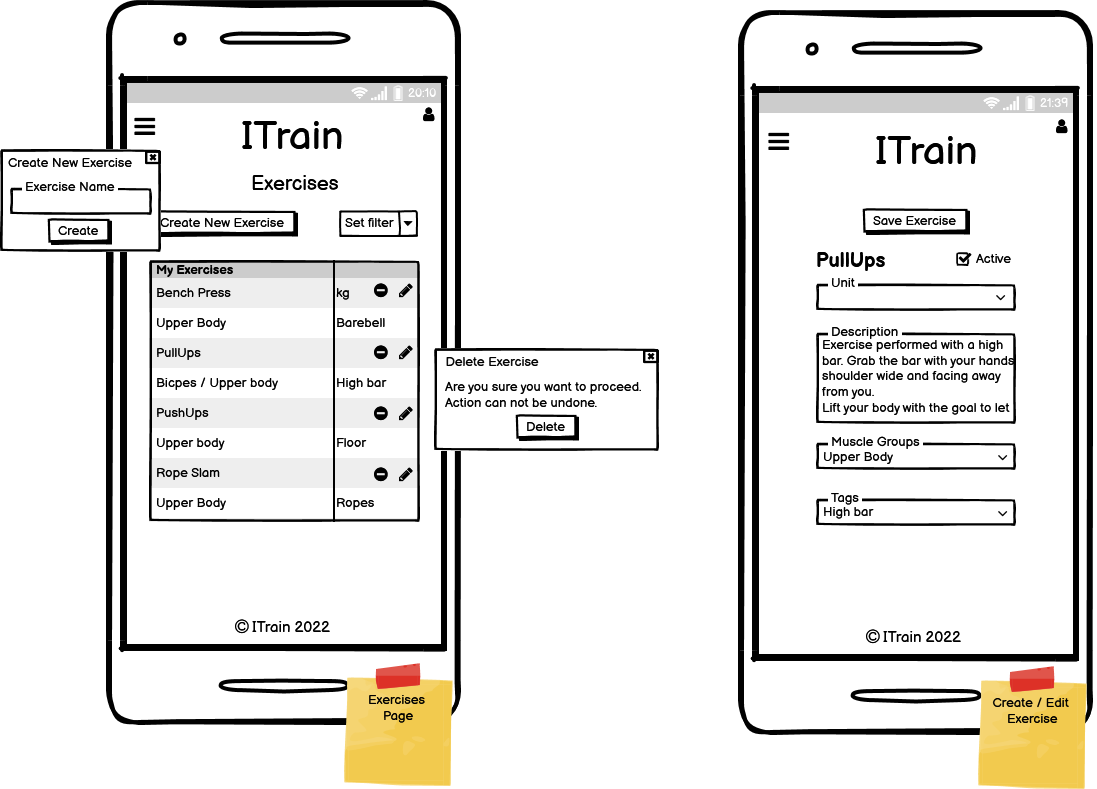 20:10
ITrain
Exercises
Create New Exercise
Set filter
Create New Exercise
Exercise Name
Create
My Exercises
Bench Press kg
Upper Body Barebell
PullUps
Bicpes / Upper body High bar
PushUps
Upper body Floor
Rope Slam
Upper Body Ropes
Delete Exercise
Are you sure you want to proceed.
Action can not be undone.
Delete
© ITrain 2022
Exercises
Page
21:39
ITrain
Save Exercise
PullUps
Active
Unit
Description
Exercise performed with a high
bar. Grab the bar with your hands
shoulder wide and facing away
from you.
Lift your body with the goal to let
Muscle Groups
Upper Body
Tags
High bar
© ITrain 2022
Create / Edit
Exercise